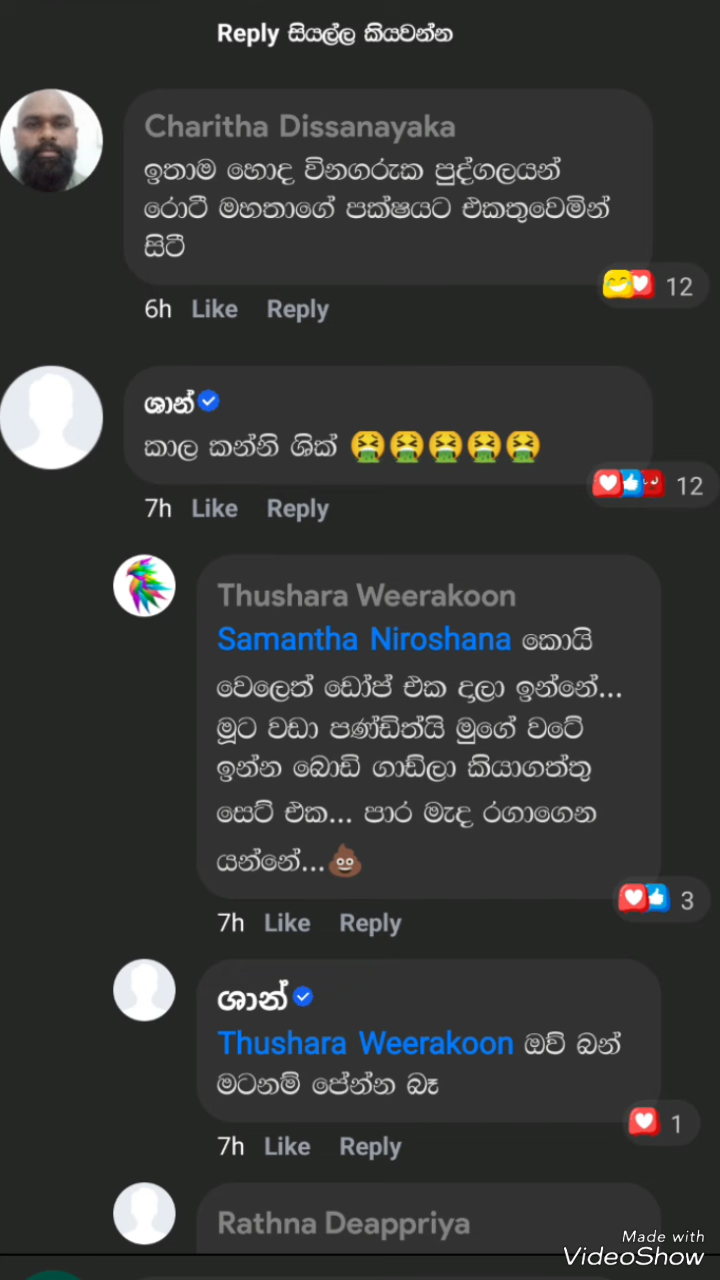 Reply සියල්ල කියවන්න
Charitha Dissanayaka
ඉතාම හොද විනගරුක පුද්ගලයන්
රොටී මහතාගේ පක්ෂයට එකතුවෙමින්
සිටී
12
6h Like Reply
ශාන්
කාල කන්නි ශික් 🤮🤮🤮🤮🤮
12
7h Like Reply
Thushara Weerakoon
Samantha Niroshana කොයි
වෙලෙත් ඩෝප් එක දාලා ඉන්නේ...
මූට වඩා පණ්ඩිත්යි මුගේ වටේ
ඉන්න බොඩි ගාඩ්ලා කියාගත්තු
සෙට් එක... පාර මැද රගාගෙන
යන්නේ...💩
3
7h Like Reply
ශාන්
Thushara Weerakoon ඔව් බන්
මටනම් පේන්න බෑ
1
7h Like Reply
Rathna Deappriya
Made with
VideoShow